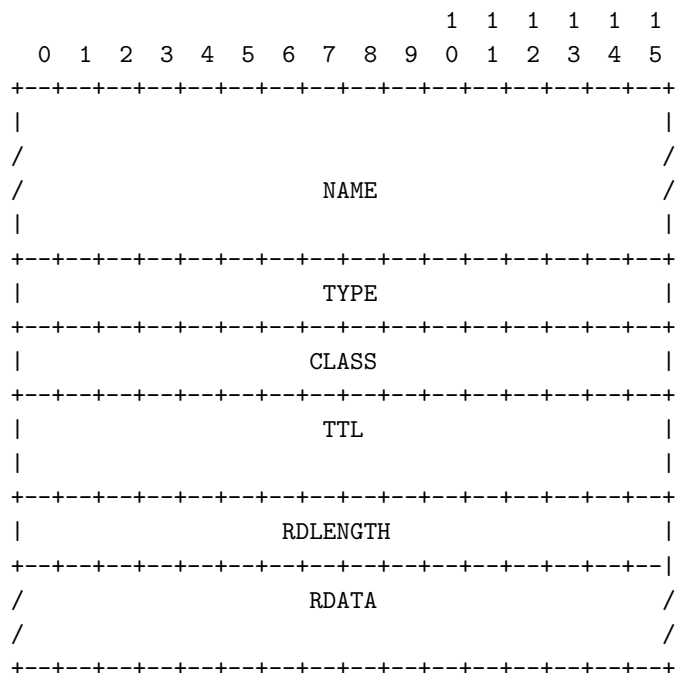 1  1  1  1  1  1
  0  1  2  3  4  5  6  7  8  9  0  1  2  3  4  5
+--+--+--+--+--+--+--+--+--+--+--+--+--+--+--+--+
|                                               |
/                                               /
/                      NAME                     /
|                                               |
+--+--+--+--+--+--+--+--+--+--+--+--+--+--+--+--+
|                      TYPE                     |
+--+--+--+--+--+--+--+--+--+--+--+--+--+--+--+--+
|                     CLASS                     |
+--+--+--+--+--+--+--+--+--+--+--+--+--+--+--+--+
|                      TTL                      |
|                                               |
+--+--+--+--+--+--+--+--+--+--+--+--+--+--+--+--+
|                   RDLENGTH                    |
+--+--+--+--+--+--+--+--+--+--+--+--+--+--+--+--|
/                     RDATA                     /
/                                               /
+--+--+--+--+--+--+--+--+--+--+--+--+--+--+--+--+